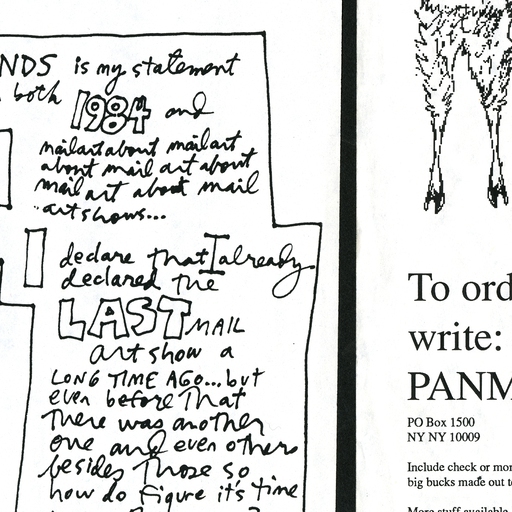 NDS is my statement
both
1984 and
mailart about mailart
about mail art about
mail art about mail
art shows...
I declare that I already
declared the
LAST MAIL
art show a
LONG TIME AGO...but
even before that
there was another
one and even others
besides those so
how do figure it's time
To ord
write:
PANM
PO Box 1500
NY NY 10009
Include check or mor
big bucks made out t
More stuff available